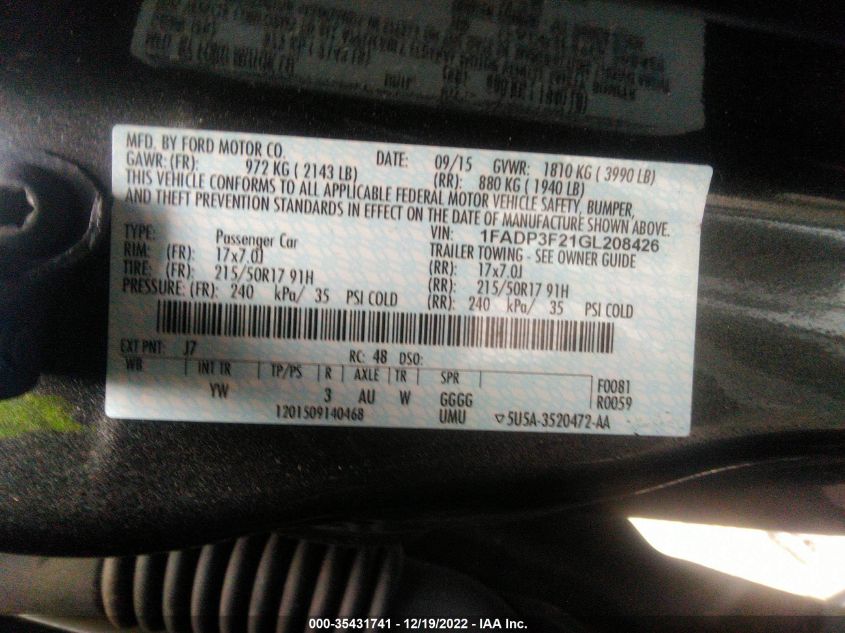 MFD. BY FORD MOTOR CO.
DATE: 09/15 GVWR: 1810 KG ( 3990 LB)
GAWR: (FR): 972 KG ( 2143 LB) (RR): 880 KG ( 1940 LB)
THIS VEHICLE CONFORMS TO ALL APPLICABLE FEDERAL MOTOR VEHICLE SAFETY, BUMPER,
AND THEFT PREVENTION STANDARDS IN EFFECT ON THE DATE OF MANUFACTURE SHOWN ABOVE.
VIN: 1FADP3F21GL208426
TYPE: Passenger Car TRAILER TOWING - SEE OWNER GUIDE
RIM: (FR): 17x7.0J (RR): 17x7.0J
TIRE: (FR): 215/50R17 91H (RR): 215/50R17 91H
PRESSURE: (FR): 240 kPa/ 35 PSI COLD (RR): 240 kPa/ 35 PSI COLD
EXT PNT: J7 RC: 48 DSO:
WB INT TR TP/PS R AXLE TR SPR F0081
YW 3 AU W GGGG R0059
1201509140468 UMU ▽5U5A-3520472-AA
000-35431741 - 12/19/2022 - IAA Inc.